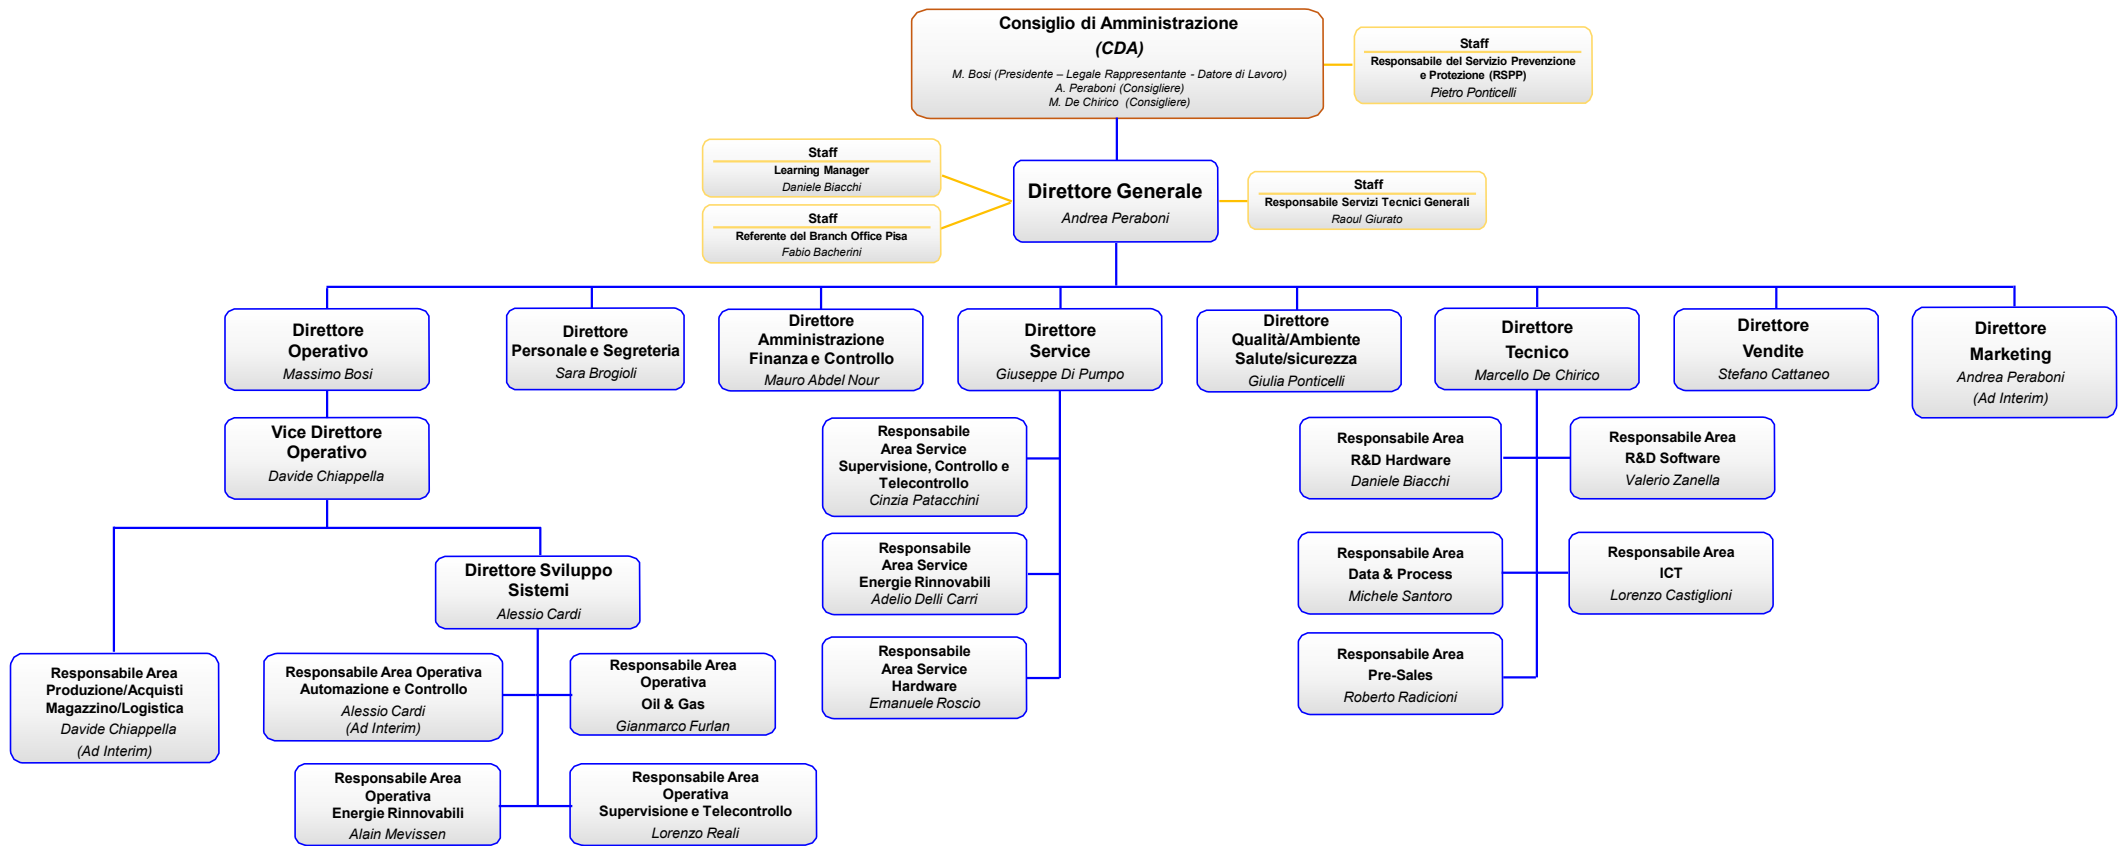 Consiglio di Amministrazione
(CDA)
M. Bosi (Presidente – Legale Rappresentante - Datore di Lavoro)
A. Peraboni (Consigliere)
M. De Chirico (Consigliere)
Staff
Responsabile del Servizio Prevenzione
e Protezione (RSPP)
Pietro Ponticelli
Staff
Learning Manager
Daniele Biacchi
Staff
Referente del Branch Office Pisa
Fabio Bacherini
Direttore Generale
Andrea Peraboni
Staff
Responsabile Servizi Tecnici Generali
Raoul Giurato
Direttore
Operativo
Massimo Bosi
Direttore
Personale e Segreteria
Sara Brogioli
Direttore
Amministrazione
Finanza e Controllo
Mauro Abdel Nour
Direttore
Service
Giuseppe Di Pumpo
Direttore
Qualità/Ambiente
Salute/sicurezza
Giulia Ponticelli
Direttore
Tecnico
Marcello De Chirico
Direttore
Vendite
Stefano Cattaneo
Direttore
Marketing
Andrea Peraboni
(Ad Interim)
Vice Direttore
Operativo
Davide Chiappella
Responsabile
Area Service
Supervisione, Controllo e
Telecontrollo
Cinzia Patacchini
Responsabile Area
R&D Hardware
Daniele Biacchi
Responsabile Area
R&D Software
Valerio Zanella
Responsabile
Area Service
Energie Rinnovabili
Adelio Delli Carri
Responsabile Area
Data & Process
Michele Santoro
Responsabile Area
ICT
Lorenzo Castiglioni
Direttore Sviluppo
Sistemi
Alessio Cardi
Responsabile
Area Service
Hardware
Emanuele Roscio
Responsabile Area
Pre-Sales
Roberto Radicioni
Responsabile Area
Produzione/Acquisti
Magazzino/Logistica
Davide Chiappella
(Ad Interim)
Responsabile Area Operativa
Automazione e Controllo
Alessio Cardi
(Ad Interim)
Responsabile Area
Operativa
Oil & Gas
Gianmarco Furlan
Responsabile Area
Operativa
Energie Rinnovabili
Alain Mevissen
Responsabile Area
Operativa
Supervisione e Telecontrollo
Lorenzo Reali